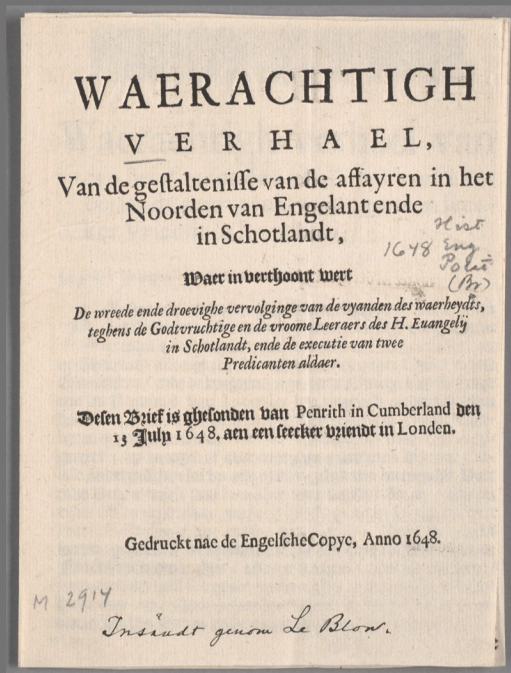 WAERACHTIGH
VERHAEL,
Van de gestaltenisse van de affayren in het
Noorden van Engelant ende
in Schotlandt,
Hist
1648 Eng.
Polit
(Br)
Waer in verthoont wert
De wreede ende droevighe vervolginge van de vyanden des waerheydts,
teghens de Godtvruchtige en de vroome Leeraers des H. Euangelij
in Schotlandt, ende de executie van twee
Predicanten aldaer.
Desen Brief is ghesonden van Penrith in Cumberland den
13 July 1648. aen een seecker vriendt in Londen.
Gedruckt nae de Engelsche Copye, Anno 1648.
M 2914
Insändt genom Le Blon.